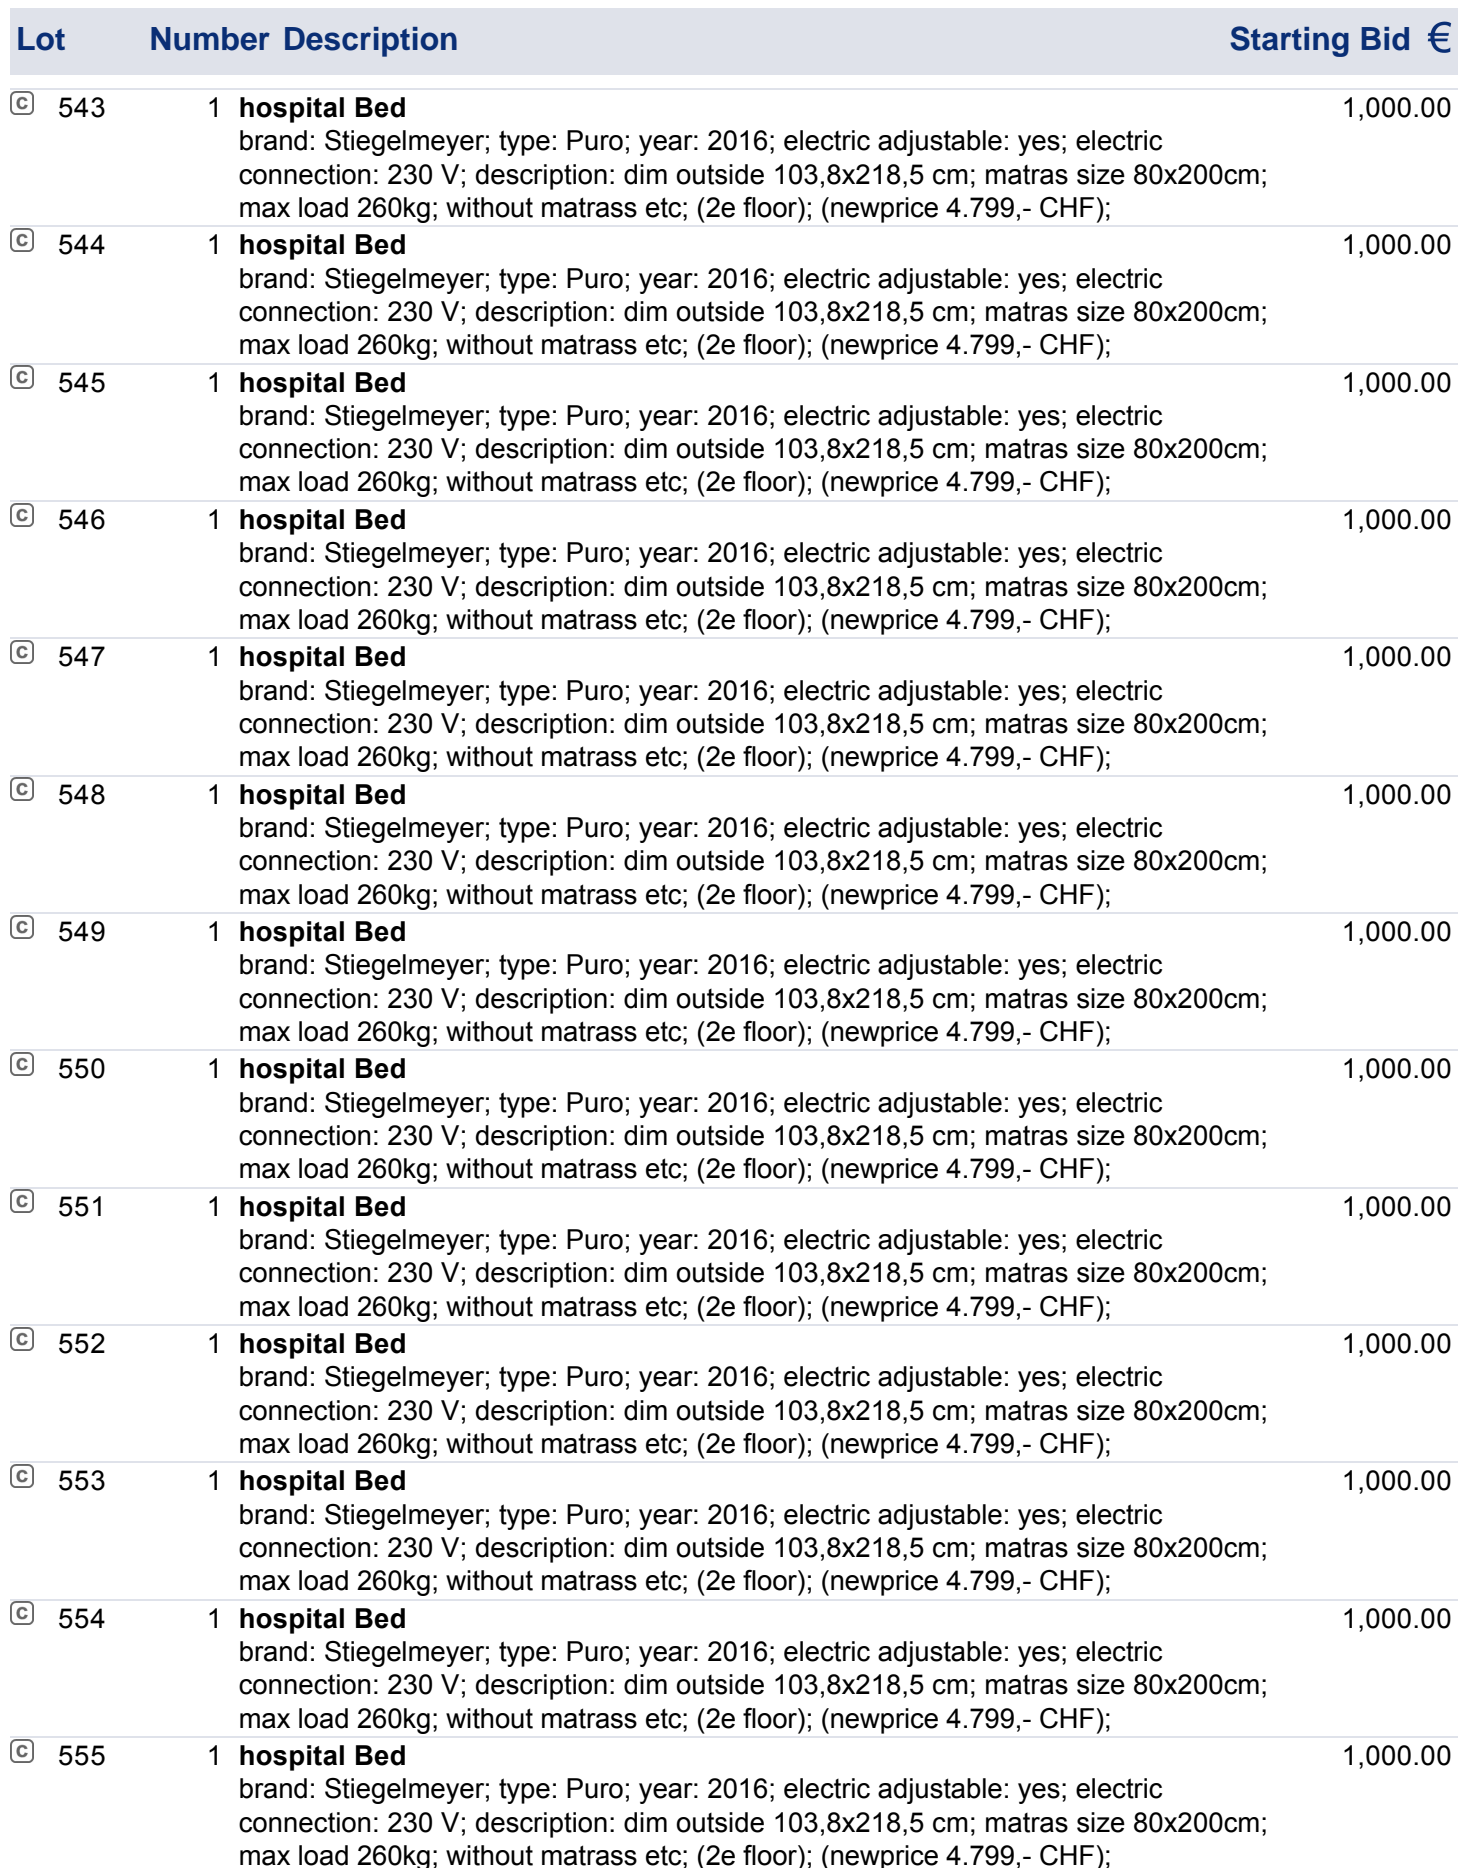 Lot Number Description Starting Bid €
C 543 1 hospital Bed 1,000.00
brand: Stiegelmeyer; type: Puro; year: 2016; electric adjustable: yes; electric
connection: 230 V; description: dim outside 103,8x218,5 cm; matras size 80x200cm;
max load 260kg; without matrass etc; (2e floor); (newprice 4.799,- CHF);
C 544 1 hospital Bed 1,000.00
brand: Stiegelmeyer; type: Puro; year: 2016; electric adjustable: yes; electric
connection: 230 V; description: dim outside 103,8x218,5 cm; matras size 80x200cm;
max load 260kg; without matrass etc; (2e floor); (newprice 4.799,- CHF);
C 545 1 hospital Bed 1,000.00
brand: Stiegelmeyer; type: Puro; year: 2016; electric adjustable: yes; electric
connection: 230 V; description: dim outside 103,8x218,5 cm; matras size 80x200cm;
max load 260kg; without matrass etc; (2e floor); (newprice 4.799,- CHF);
C 546 1 hospital Bed 1,000.00
brand: Stiegelmeyer; type: Puro; year: 2016; electric adjustable: yes; electric
connection: 230 V; description: dim outside 103,8x218,5 cm; matras size 80x200cm;
max load 260kg; without matrass etc; (2e floor); (newprice 4.799,- CHF);
C 547 1 hospital Bed 1,000.00
brand: Stiegelmeyer; type: Puro; year: 2016; electric adjustable: yes; electric
connection: 230 V; description: dim outside 103,8x218,5 cm; matras size 80x200cm;
max load 260kg; without matrass etc; (2e floor); (newprice 4.799,- CHF);
C 548 1 hospital Bed 1,000.00
brand: Stiegelmeyer; type: Puro; year: 2016; electric adjustable: yes; electric
connection: 230 V; description: dim outside 103,8x218,5 cm; matras size 80x200cm;
max load 260kg; without matrass etc; (2e floor); (newprice 4.799,- CHF);
C 549 1 hospital Bed 1,000.00
brand: Stiegelmeyer; type: Puro; year: 2016; electric adjustable: yes; electric
connection: 230 V; description: dim outside 103,8x218,5 cm; matras size 80x200cm;
max load 260kg; without matrass etc; (2e floor); (newprice 4.799,- CHF);
C 550 1 hospital Bed 1,000.00
brand: Stiegelmeyer; type: Puro; year: 2016; electric adjustable: yes; electric
connection: 230 V; description: dim outside 103,8x218,5 cm; matras size 80x200cm;
max load 260kg; without matrass etc; (2e floor); (newprice 4.799,- CHF);
C 551 1 hospital Bed 1,000.00
brand: Stiegelmeyer; type: Puro; year: 2016; electric adjustable: yes; electric
connection: 230 V; description: dim outside 103,8x218,5 cm; matras size 80x200cm;
max load 260kg; without matrass etc; (2e floor); (newprice 4.799,- CHF);
C 552 1 hospital Bed 1,000.00
brand: Stiegelmeyer; type: Puro; year: 2016; electric adjustable: yes; electric
connection: 230 V; description: dim outside 103,8x218,5 cm; matras size 80x200cm;
max load 260kg; without matrass etc; (2e floor); (newprice 4.799,- CHF);
C 553 1 hospital Bed 1,000.00
brand: Stiegelmeyer; type: Puro; year: 2016; electric adjustable: yes; electric
connection: 230 V; description: dim outside 103,8x218,5 cm; matras size 80x200cm;
max load 260kg; without matrass etc; (2e floor); (newprice 4.799,- CHF);
C 554 1 hospital Bed 1,000.00
brand: Stiegelmeyer; type: Puro; year: 2016; electric adjustable: yes; electric
connection: 230 V; description: dim outside 103,8x218,5 cm; matras size 80x200cm;
max load 260kg; without matrass etc; (2e floor); (newprice 4.799,- CHF);
C 555 1 hospital Bed 1,000.00
brand: Stiegelmeyer; type: Puro; year: 2016; electric adjustable: yes; electric
connection: 230 V; description: dim outside 103,8x218,5 cm; matras size 80x200cm;
max load 260kg; without matrass etc; (2e floor); (newprice 4.799,- CHF);